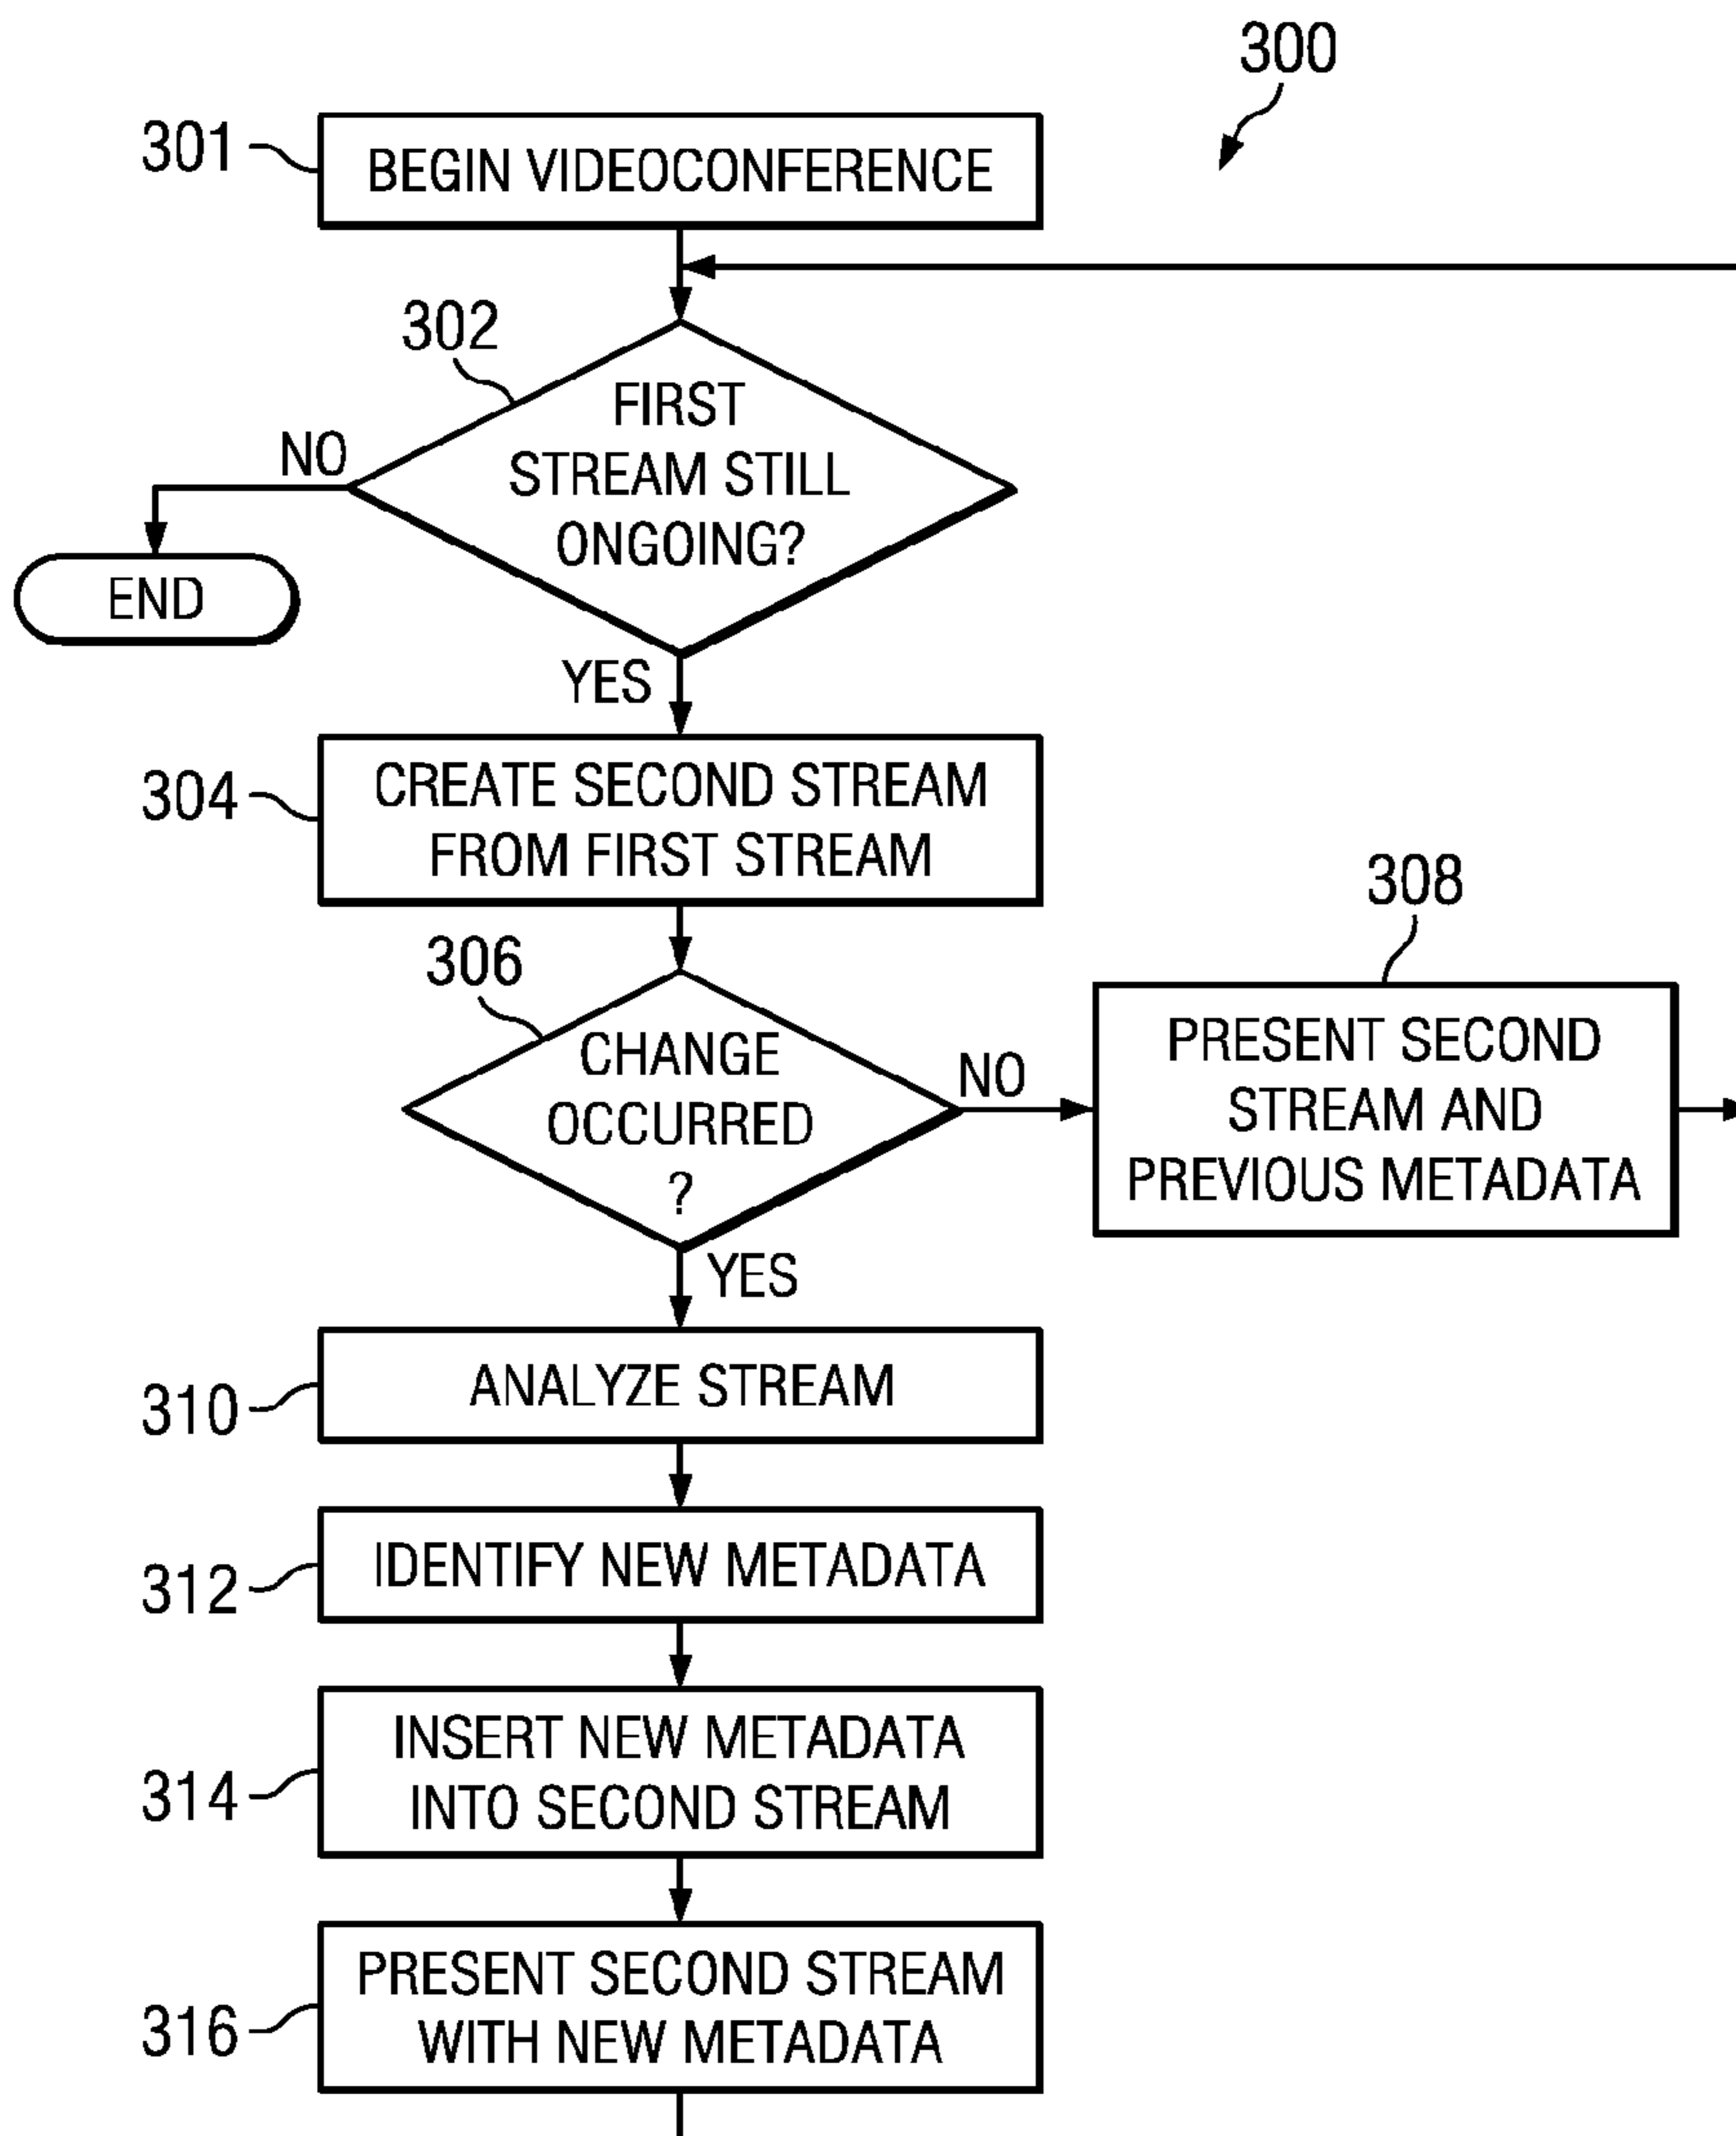 300
301
BEGIN VIDEOCONFERENCE
302
FIRST
STREAM STILL
ONGOING?
NO
END
YES
304
CREATE SECOND STREAM
FROM FIRST STREAM
306
CHANGE
OCCURRED
?
NO
308
PRESENT SECOND
STREAM AND
PREVIOUS METADATA
YES
310
ANALYZE STREAM
312
IDENTIFY NEW METADATA
314
INSERT NEW METADATA
INTO SECOND STREAM
316
PRESENT SECOND STREAM
WITH NEW METADATA